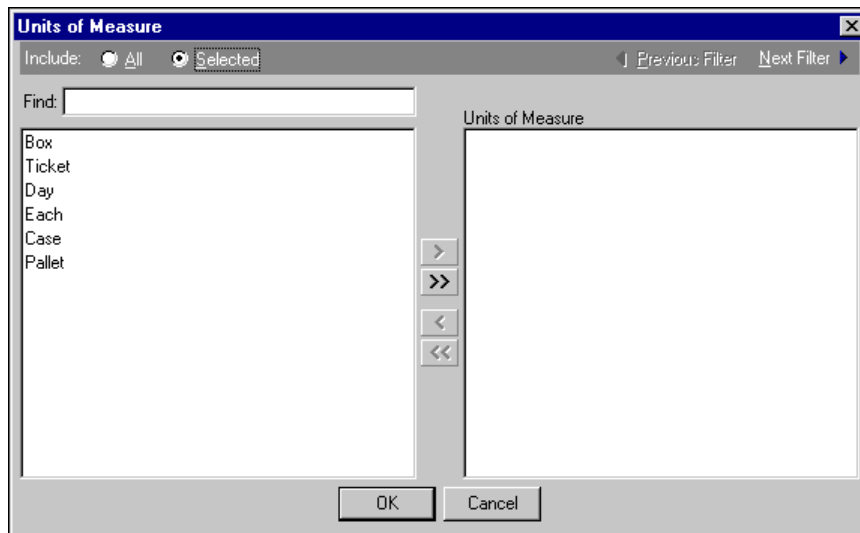 Units of Measure
Include: All Selected Previous Filter Next Filter
Find:
Units of Measure
Box
Ticket
Day
Each
Case
Pallet
>
>>
<
<<
OK Cancel